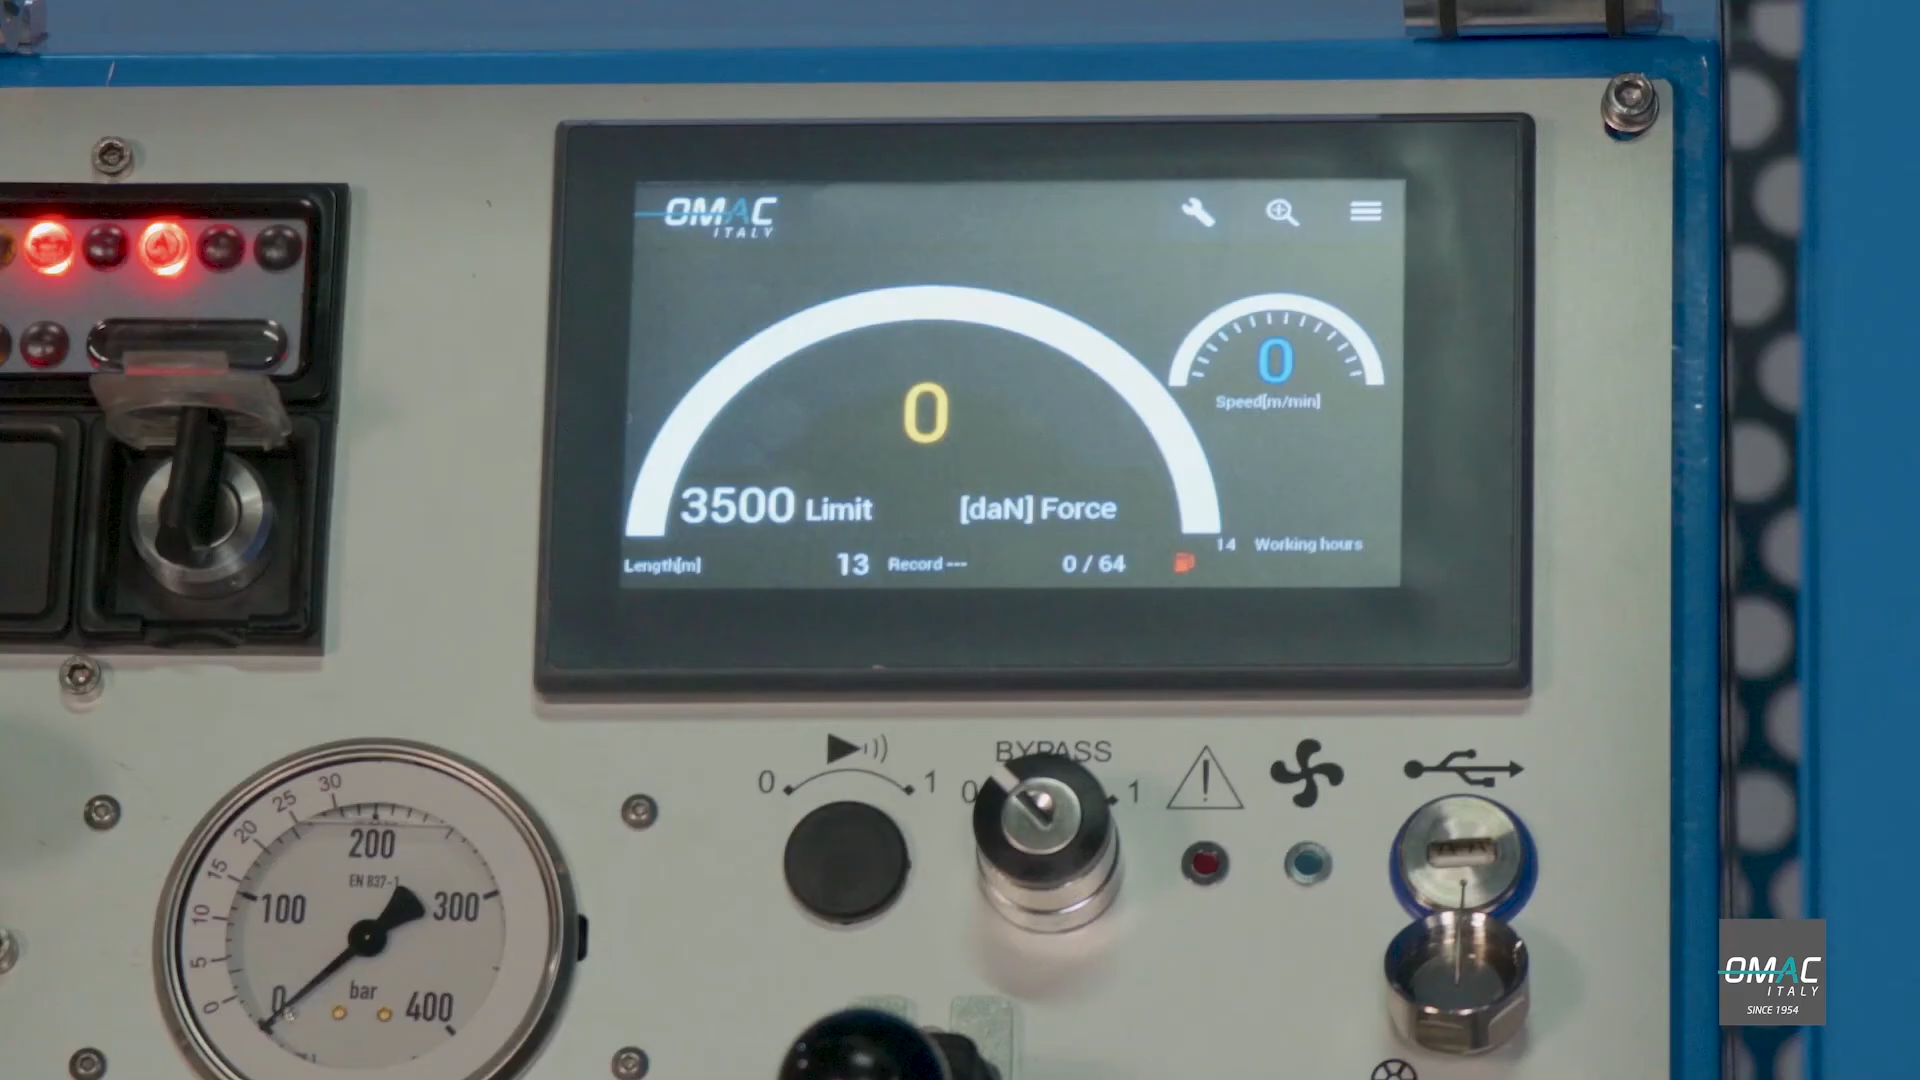 OMAC
ITALY
0
0
Speed[m/min]
3500 Limit
[daN] Force
14 Working hours
Length[m]
13
Record ---
0 / 64
0
1
BYPASS
0
1
30
25
20
15
10
5
0
200
EN 837-1
100
300
0
bar
400
OMAC
ITALY
SINCE 1954